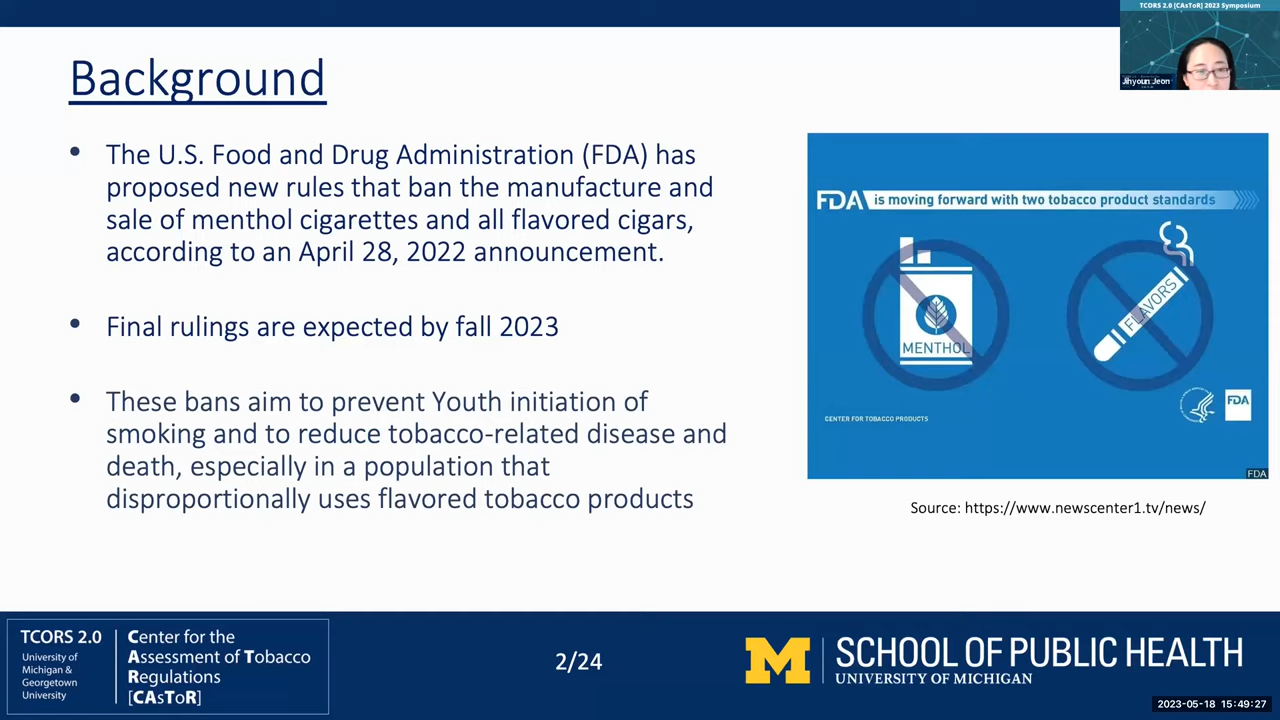 TCORS 2.0 [CAsToR] 2023 Symposium
Jihyoun Jeon
Background
• The U.S. Food and Drug Administration (FDA) has
proposed new rules that ban the manufacture and
sale of menthol cigarettes and all flavored cigars,
according to an April 28, 2022 announcement.
• Final rulings are expected by fall 2023
• These bans aim to prevent Youth initiation of
smoking and to reduce tobacco-related disease and
death, especially in a population that
disproportionally uses flavored tobacco products
FDA is moving forward with two tobacco product standards
MENTHOL
FLAVORS
CENTER FOR TOBACCO PRODUCTS
FDA
FDA
Source: https://www.newscenter1.tv/news/
TCORS 2.0
University of
Michigan &
Georgetown
University
Center for the
Assessment of Tobacco
Regulations
[CAsToR]
2/24
M
SCHOOL OF PUBLIC HEALTH
UNIVERSITY OF MICHIGAN
2023-05-18 15:49:27